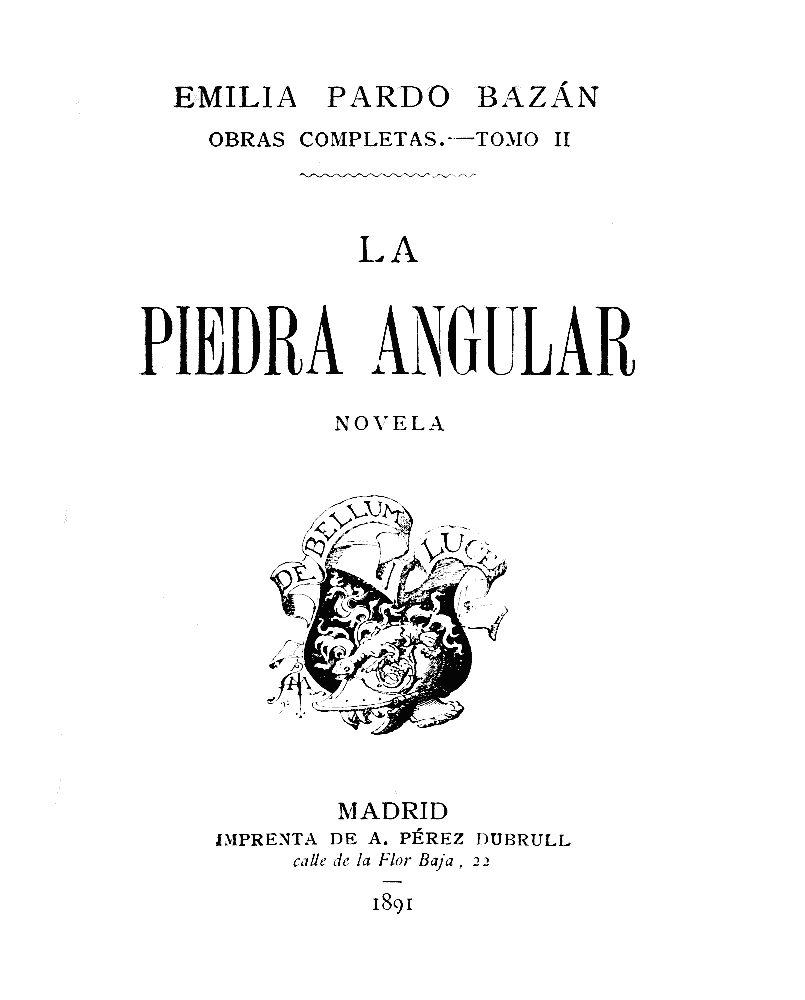 EMILIA PARDO BAZÁN
OBRAS COMPLETAS.—TOMO II
LA
PIEDRA ANGULAR
NOVELA
DE BELLUM LUCE
MADRID
IMPRENTA DE A. PÉREZ DUBRULL
calle de la Flor Baja, 22
1891